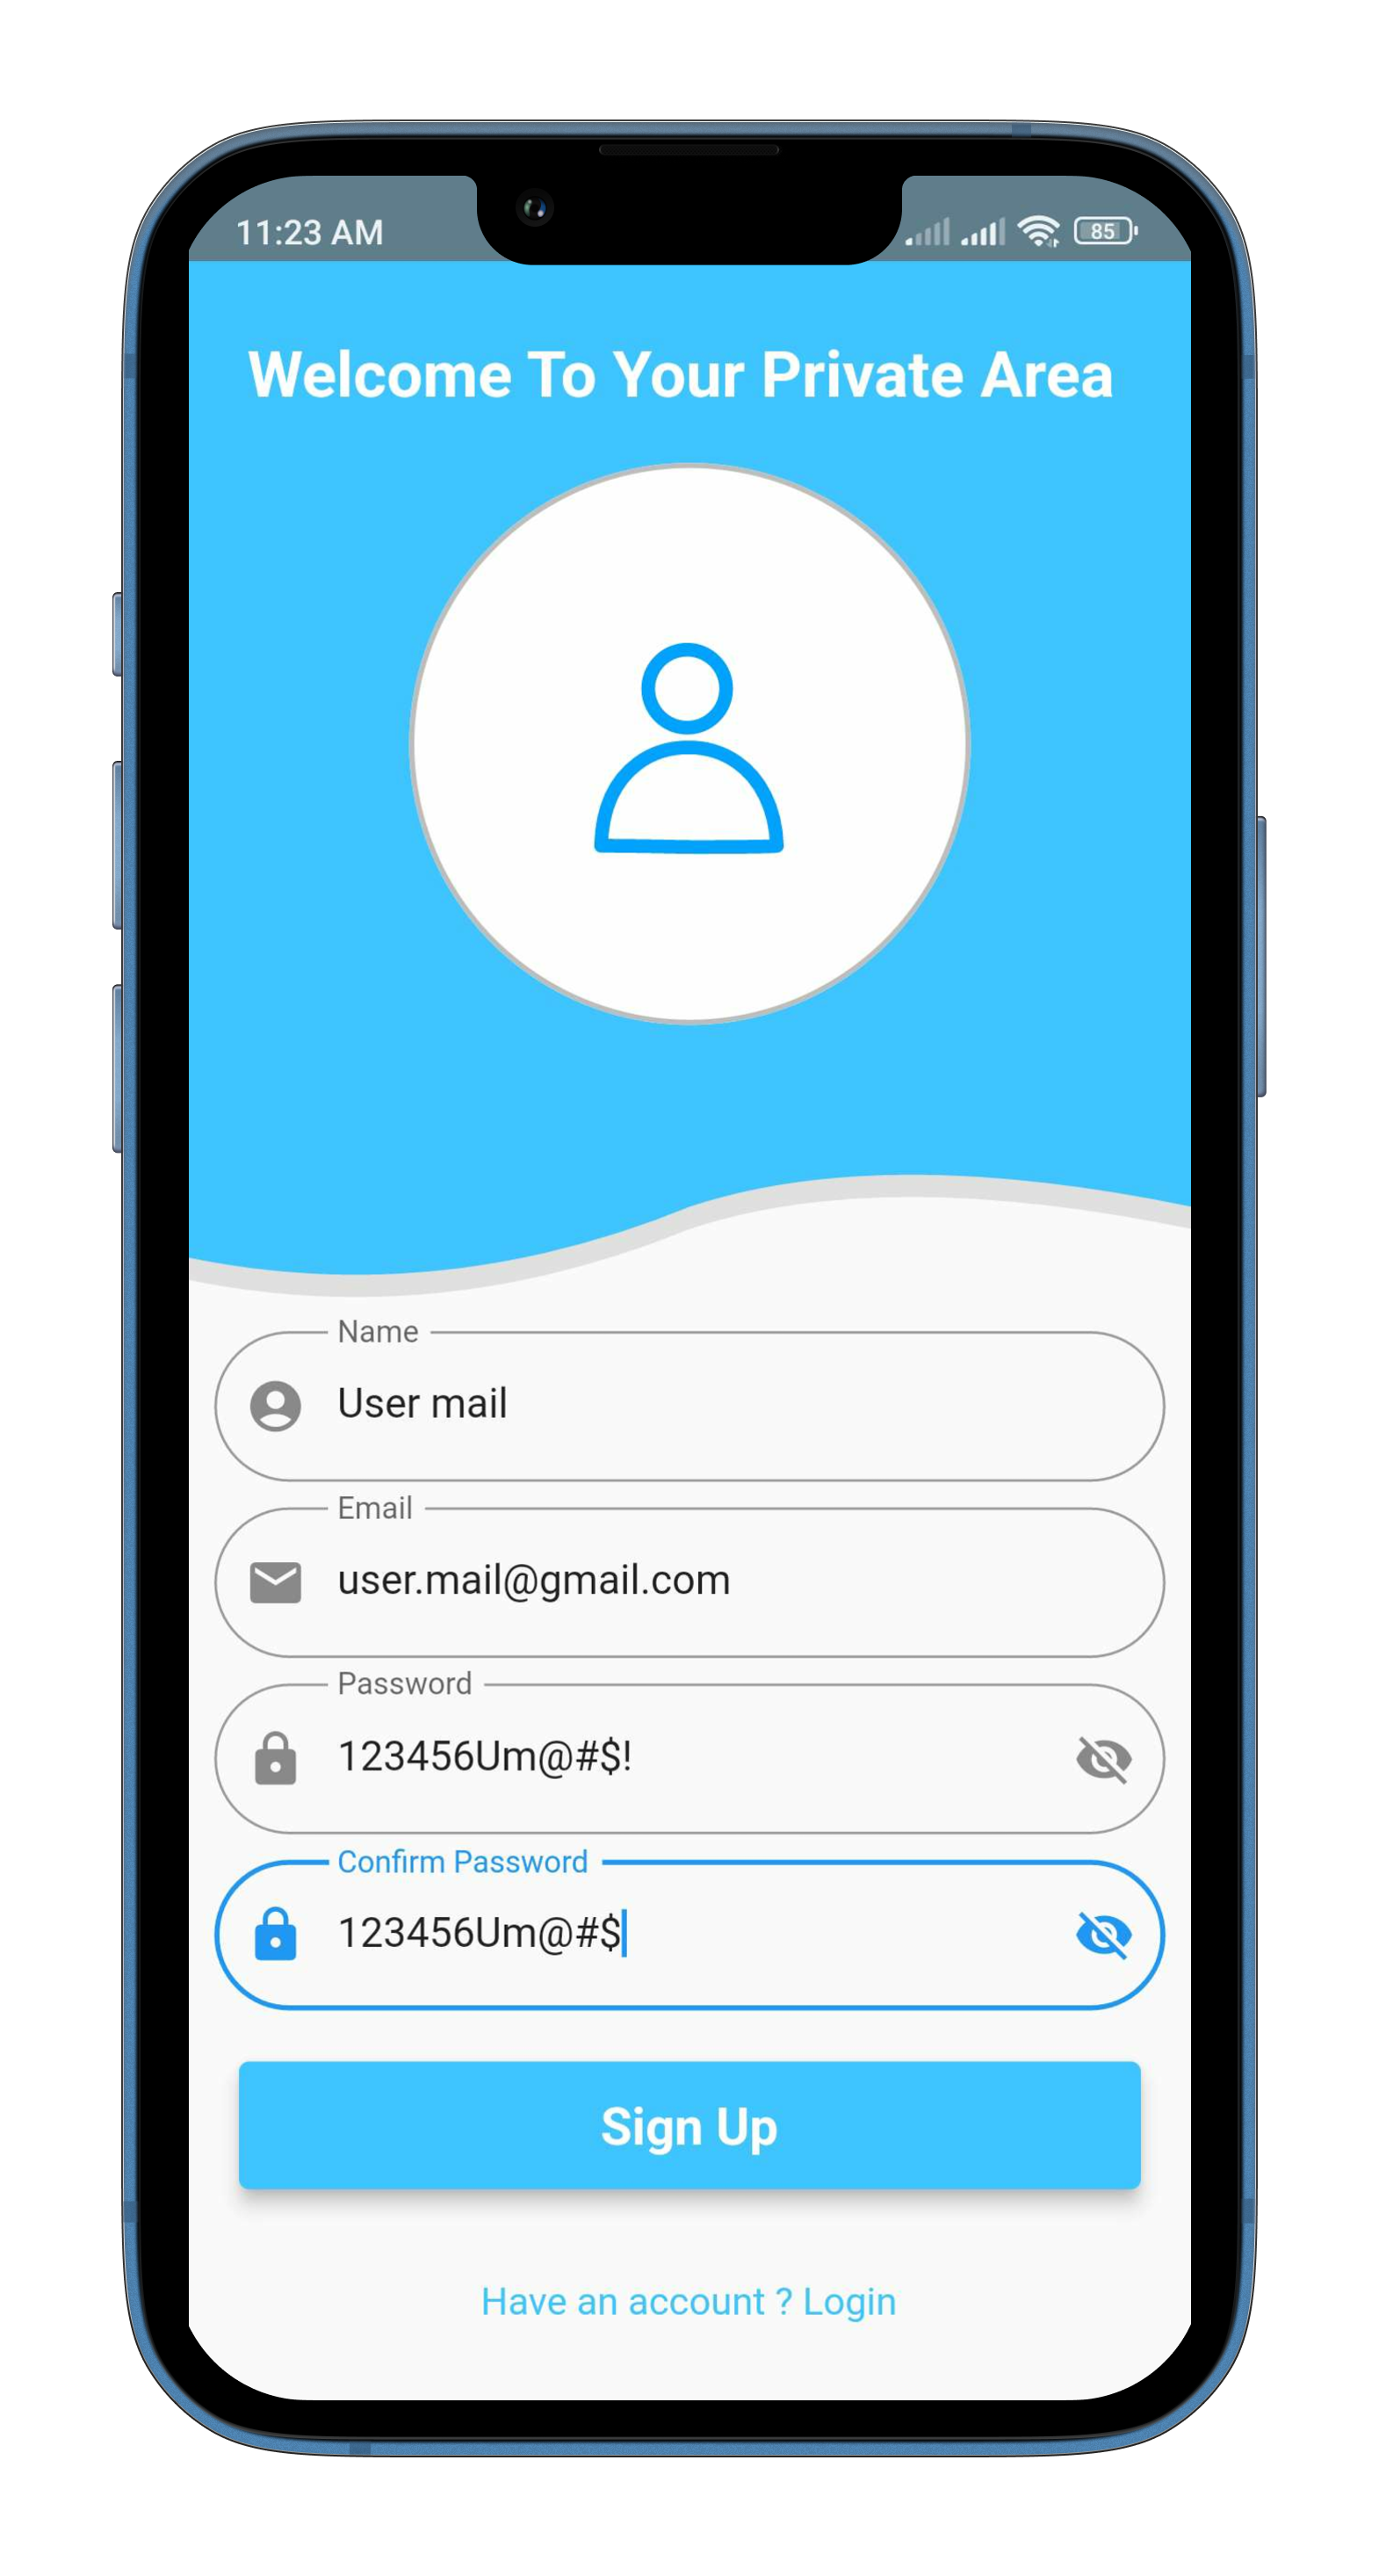 11:23 AM
85
Welcome To Your Private Area
Name
User mail
Email
user.mail@gmail.com
Password
123456Um@#$!
Confirm Password
123456Um@#$
Sign Up
Have an account ? Login